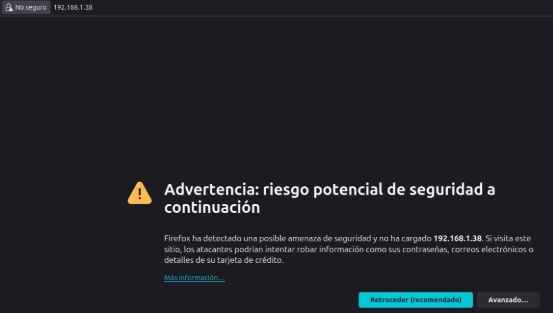 No seguro 192.168.1.38
Advertencia: riesgo potencial de seguridad a
continuación
Firefox ha detectado una posible amenaza de seguridad y no ha cargado 192.168.1.38. Si visita este
sitio, los atacantes podrían intentar robar información como sus contraseñas, correos electrónicos o
detalles de su tarjeta de crédito.
Más información...
Retroceder (recomendado) Avanzado...